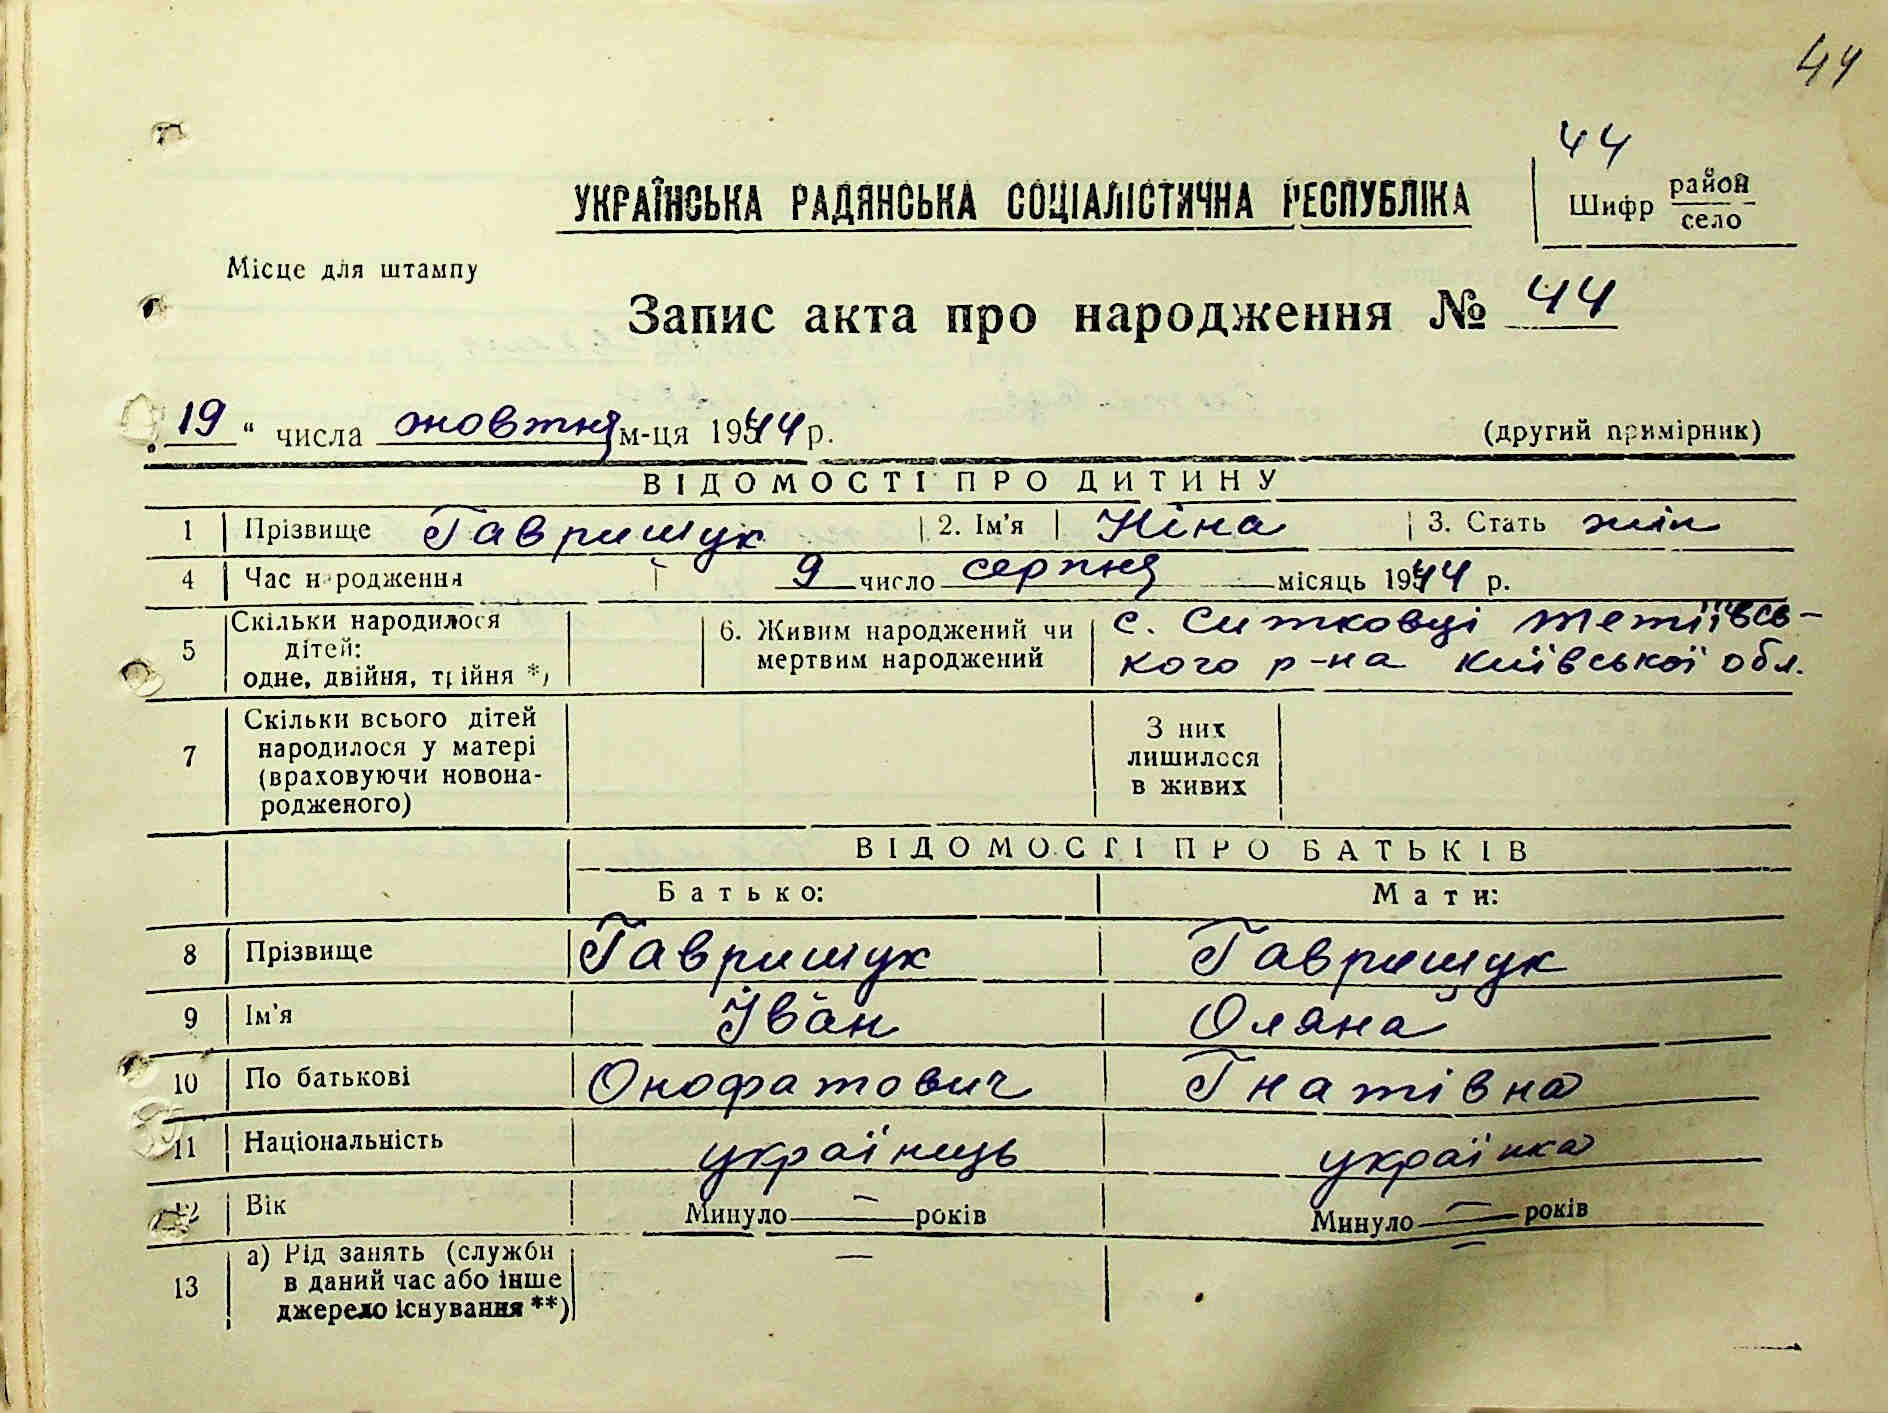 44
44
УКРАЇНСЬКА РАДЯНСЬКА СОЦІАЛІСТИЧНА РЕСПУБЛІКА
Шифр район
село
Місце для штампу
Запис акта про народження № 44
„ 19 “ числа жовтня м-ця 1944 р. (другий примірник)
ВІДОМОСТІ ПРО ДИТИНУ
1 Прізвище Гаврищук 2. Ім'я Ніна 3. Стать жін
4 Час народження 9 число серпня місяць 1944 р.
5 Скільки народилося дітей: одне, двійня, трійня *) 6. Живим народжений чи мертвим народжений с. Ситковці Тетіївсь-
кого р-на Київської обл.
7 Скільки всього дітей народилося у матері (враховуючи новона-родженого) З них лишилося в живих
ВІДОМОСТІ ПРО БАТЬКІВ
Батько: Мати:
8 Прізвище Гаврищук Гаврищук
9 Ім'я Іван Оляна
10 По батькові Онофатович Гнатівна
11 Національність українець українка
12 Вік Минуло — років Минуло — років
13 а) Рід занять (служби в даний час або інше джерело існування **) —